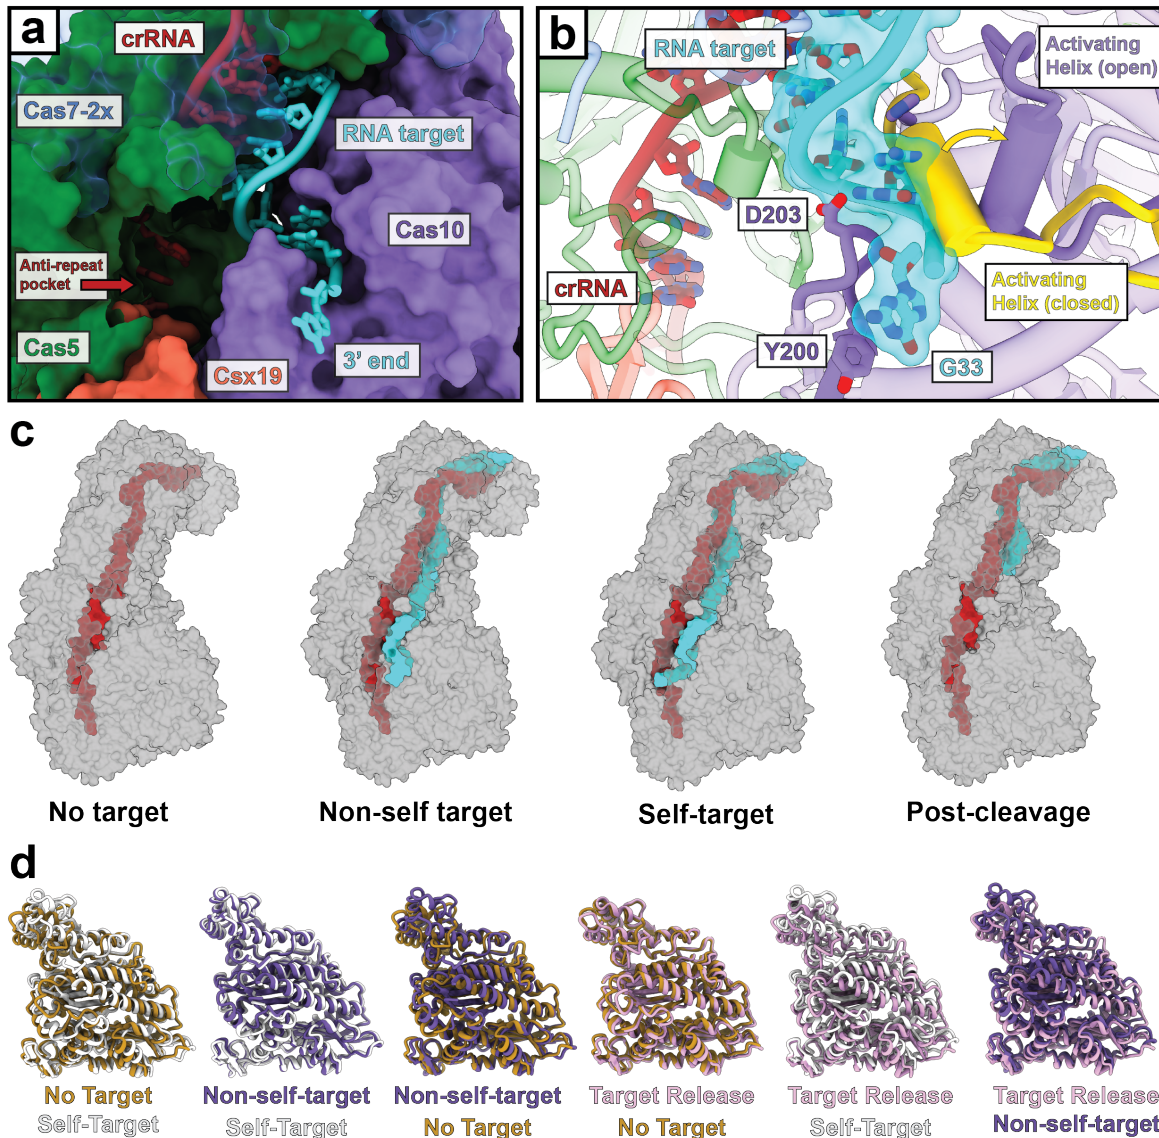 a
crRNA
Cas7-2x
RNA target
Cas10
Anti-repeat
pocket
Cas5
Csx19
3’ end
b
RNA target
Activating
Helix (open)
D203
crRNA
Activating
Helix (closed)
Y200
G33
c
No target
Non-self target
Self-target
Post-cleavage
d
No Target
Self-Target
Non-self-target
Self-Target
Non-self-target
No Target
Target Release
No Target
Target Release
Self-Target
Target Release
Non-self-target